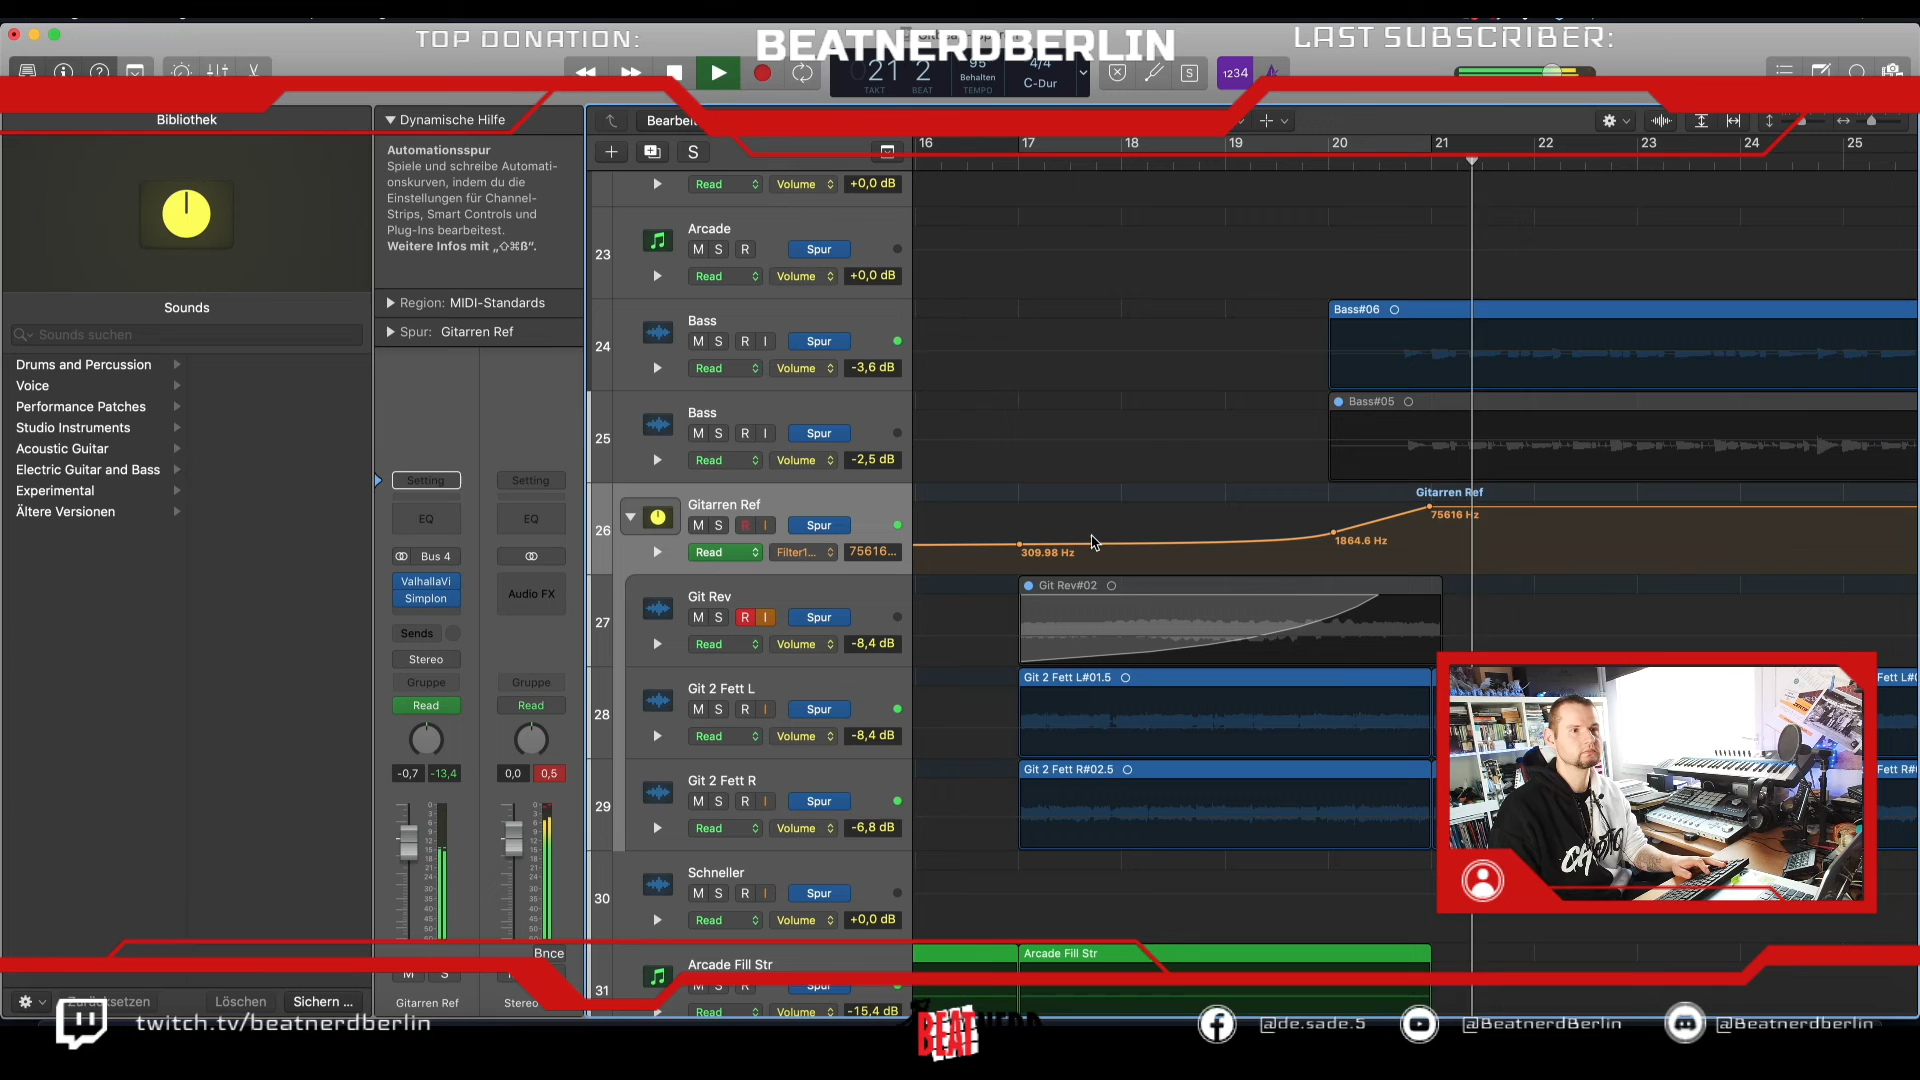 TOP DONATION:
BEATNERDBERLIN
LAST SUBSCRIBER:
21 2
TAKT BEAT
95
Behalten
TEMPO
4/4
C-Dur
S
1234
Bibliothek
Dynamische Hilfe
Automationsspur
Spiele und schreibe Automati-
onskurven, indem du die
Einstellungen für Channel-
Strips, Smart Controls und
Plug-Ins bearbeitest.
Weitere Infos mit „⇧⌘ß“.
Region: MIDI-Standards
Spur: Gitarren Ref
Sounds
Sounds suchen
Drums and Percussion
Voice
Performance Patches
Studio Instruments
Acoustic Guitar
Electric Guitar and Bass
Experimental
Ältere Versionen
Setting Setting
EQ EQ
Bus 4
ValhallaVi
Simplon
Audio FX
Sends
Stereo
Gruppe Gruppe
Read Read
-0,7 -13,4 0,0 0,5
Bnce
M S
Gitarren Ref
Zurücksetzen Löschen Sichern ...
S
16 17 18 19 20 21 22 23 24 25
Read Volume +0,0 dB
23
Arcade
M S R Spur
Read Volume +0,0 dB
24
Bass
M S R I Spur
Read Volume -3,6 dB
25
Bass
M S R I Spur
Read Volume -2,5 dB
26
Gitarren Ref
M S R I Spur
Read Filter1... 75616...
27
Git Rev
M S R I Spur
Read Volume -8,4 dB
28
Git 2 Fett L
M S R I Spur
Read Volume -8,4 dB
29
Git 2 Fett R
M S R I Spur
Read Volume -6,8 dB
30
Schneller
M S R I Spur
Read Volume +0,0 dB
31
Arcade Fill Str
M S R Spur
Read Volume -15,4 dB
Bass#06
Bass#05
Gitarren Ref
75616 Hz
1864.6 Hz
309.98 Hz
Git Rev#02
Git 2 Fett L#01.5
Git 2 Fett R#02.5
Arcade Fill Str
twitch.tv/beatnerdberlin
BEAT
BEAT
@de.sade.5
@BeatnerdBerlin
@Beatnerdberlin